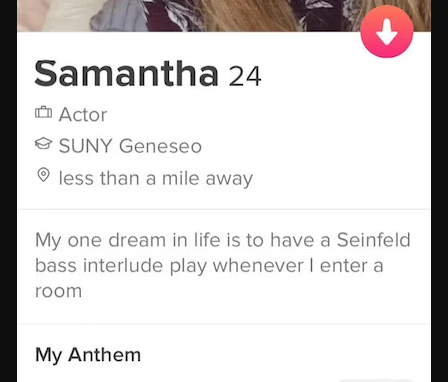 Samantha 24
Actor
SUNY Geneseo
less than a mile away
My one dream in life is to have a Seinfeld
bass interlude play whenever I enter a
room
My Anthem